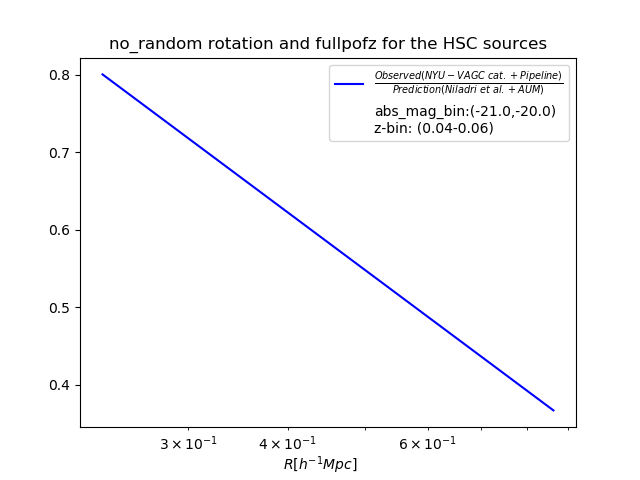 no_random rotation and fullpofz for the HSC sources
Observed(NYU − VAGC cat. + Pipeline)
Prediction(Niladri et al. + AUM)
abs_mag_bin:(-21.0,-20.0)
z-bin: (0.04-0.06)
0.8
0.7
0.6
0.5
0.4
3 × 10⁻¹
4 × 10⁻¹
6 × 10⁻¹
R[h⁻¹Mpc]